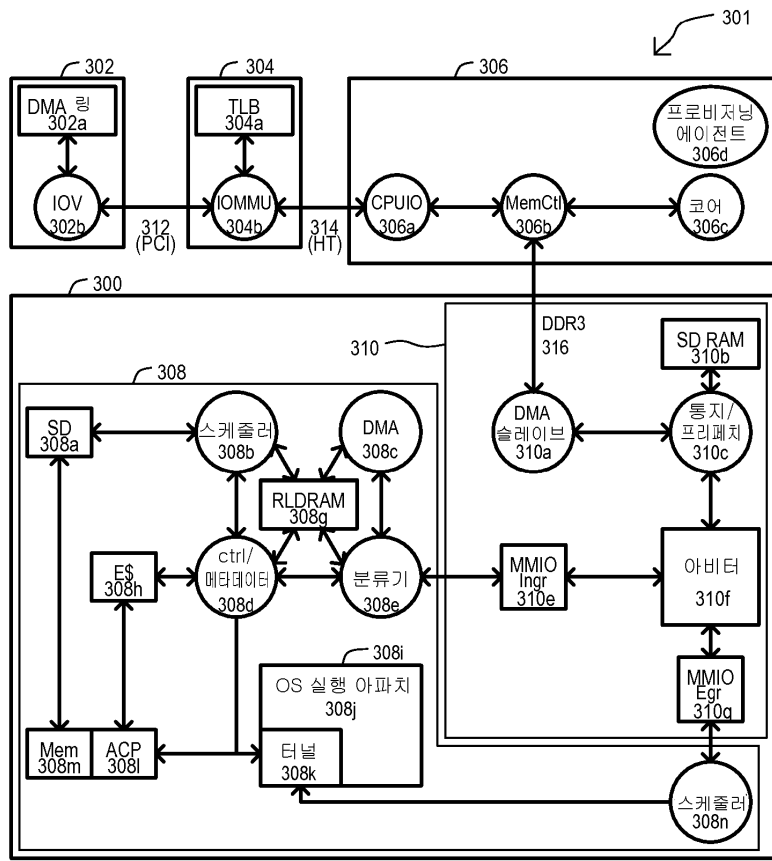 301
302
304
306
DMA 링
302a
TLB
304a
프로비저닝
에이전트
306d
IOV
302b
IOMMU
304b
CPUIO
306a
MemCtl
306b
코어
306c
312
(PCI)
314
(HT)
300
DDR3
316
310
SD RAM
310b
308
SD
308a
스케줄러
308b
DMA
308c
DMA
슬레이브
310a
통지/
프리페치
310c
RLDRAM
308g
E$
308h
ctrl/
메타데이터
308d
분류기
308e
MMIO
Ingr
310e
아비터
310f
308i
OS 실행 아파치
308j
MMIO
Egr
310g
Mem
308m
ACP
308l
터널
308k
스케줄러
308n